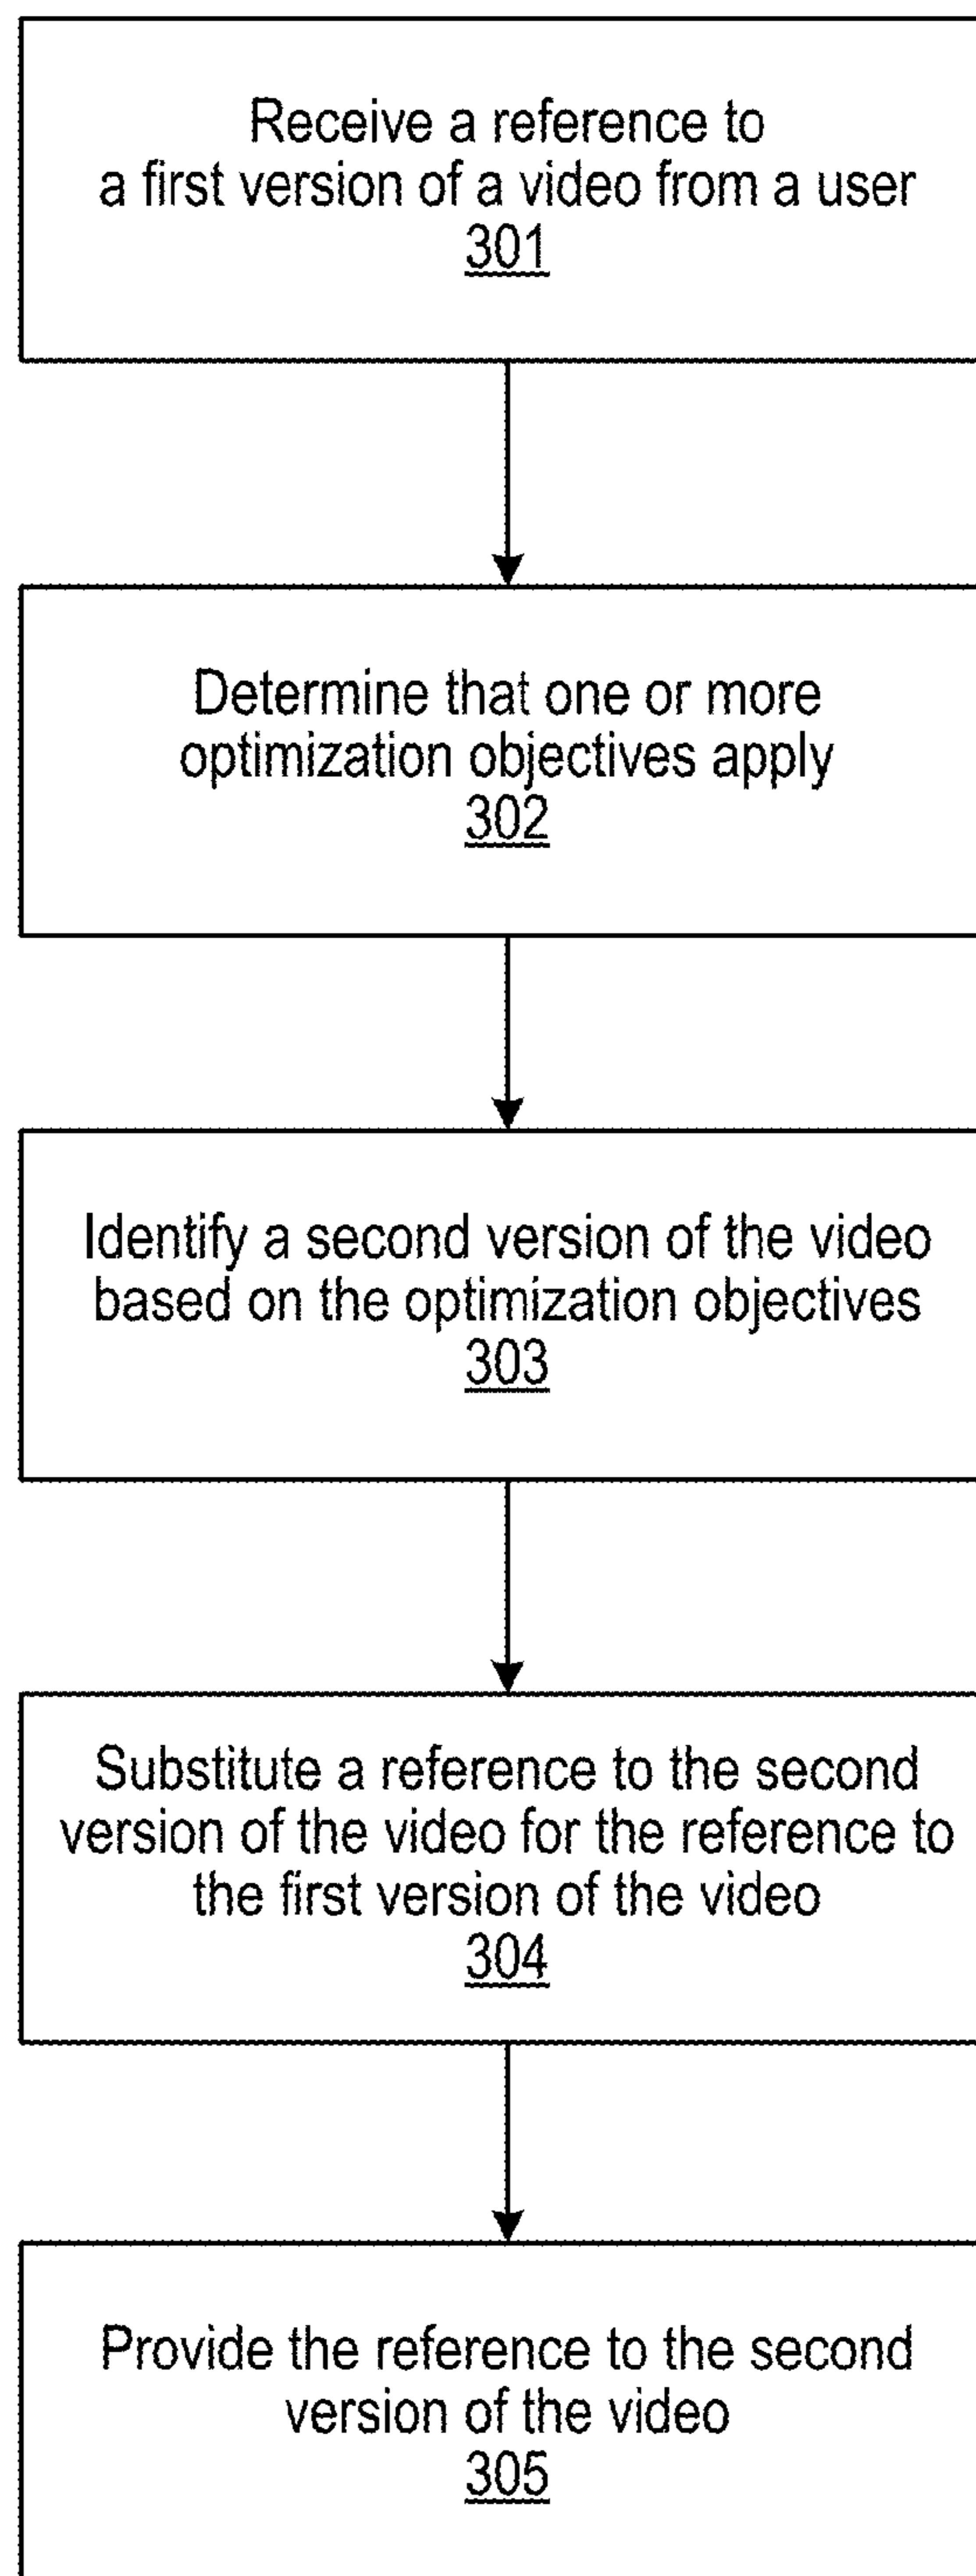 Receive a reference to
a first version of a video from a user
301
Determine that one or more
optimization objectives apply
302
Identify a second version of the video
based on the optimization objectives
303
Substitute a reference to the second
version of the video for the reference to
the first version of the video
304
Provide the reference to the second
version of the video
305